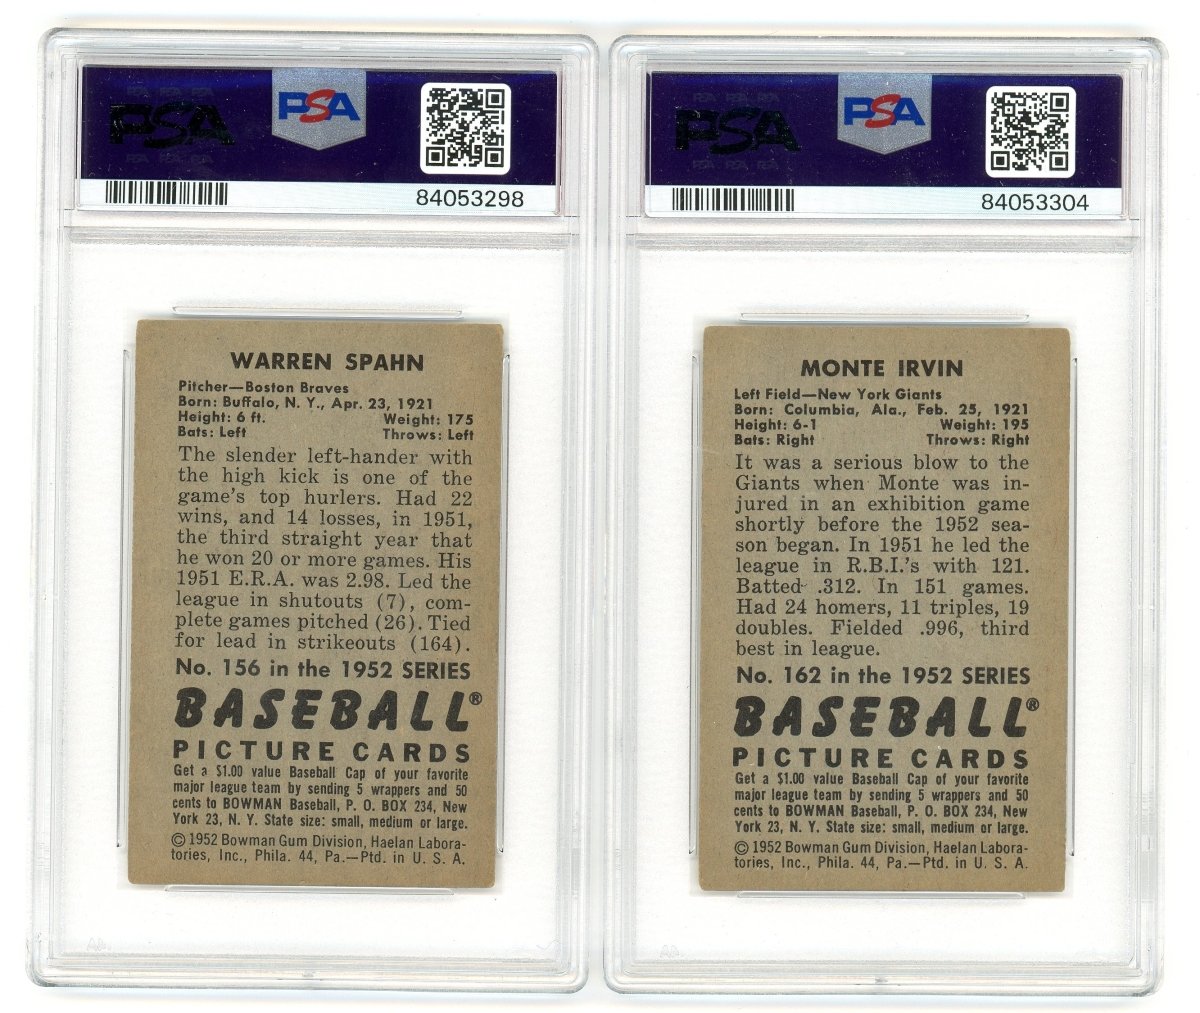 PSA
PSA
84053298
WARREN SPAHN
Pitcher—Boston Braves
Born: Buffalo, N. Y., Apr. 23, 1921
Height: 6 ft. Weight: 175
Bats: Left Throws: Left
The slender left-hander with
the high kick is one of the
game's top hurlers. Had 22
wins, and 14 losses, in 1951,
the third straight year that
he won 20 or more games. His
1951 E.R.A. was 2.98. Led the
league in shutouts (7), com-
plete games pitched (26). Tied
for lead in strikeouts (164).
No. 156 in the 1952 SERIES
BASEBALL®
PICTURE CARDS
Get a $1.00 value Baseball Cap of your favorite
major league team by sending 5 wrappers and 50
cents to BOWMAN Baseball, P. O. BOX 234, New
York 23, N. Y. State size: small, medium or large.
© 1952 Bowman Gum Division, Haelan Labora-
tories, Inc., Phila. 44, Pa.—Ptd. in U. S. A.
PSA
PSA
84053304
MONTE IRVIN
Left Field—New York Giants
Born: Columbia, Ala., Feb. 25, 1921
Height: 6-1 Weight: 195
Bats: Right Throws: Right
It was a serious blow to the
Giants when Monte was in-
jured in an exhibition game
shortly before the 1952 sea-
son began. In 1951 he led the
league in R.B.I.'s with 121.
Batted .312. In 151 games.
Had 24 homers, 11 triples, 19
doubles. Fielded .996, third
best in league.
No. 162 in the 1952 SERIES
BASEBALL®
PICTURE CARDS
Get a $1.00 value Baseball Cap of your favorite
major league team by sending 5 wrappers and 50
cents to BOWMAN Baseball, P. O. BOX 234, New
York 23, N. Y. State size: small, medium or large.
© 1952 Bowman Gum Division, Haelan Labora-
tories, Inc., Phila. 44, Pa.—Ptd. in U. S. A.